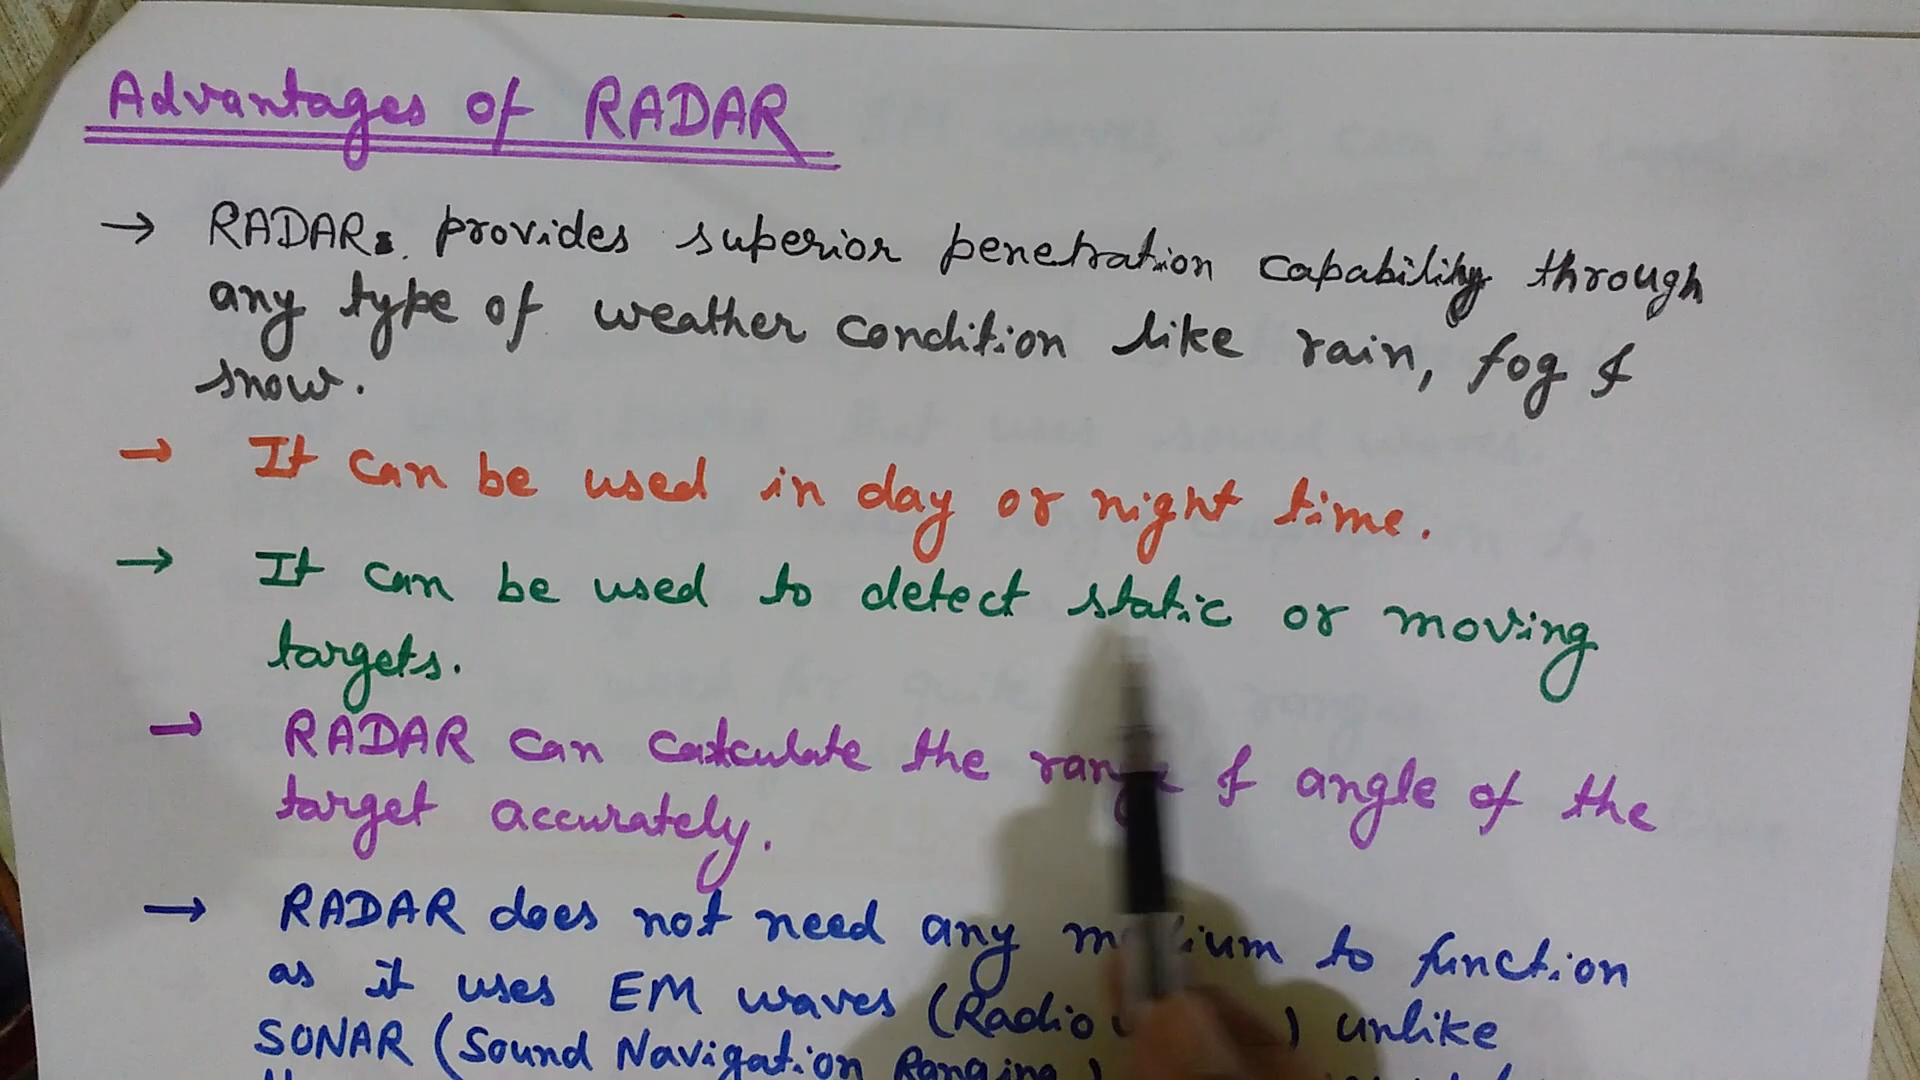 Advantages of RADAR
→ RADARs provides superior penetration capability through
any type of weather condition like rain, fog &
snow.
→ It can be used in day or night time.
→ It can be used to detect static or moving
targets.
→ RADAR can calculate the range & angle of the
target accurately.
→ RADAR does not need any medium to function
as it uses EM waves (Radio ) unlike
SONAR (Sound Navigation Ranging)